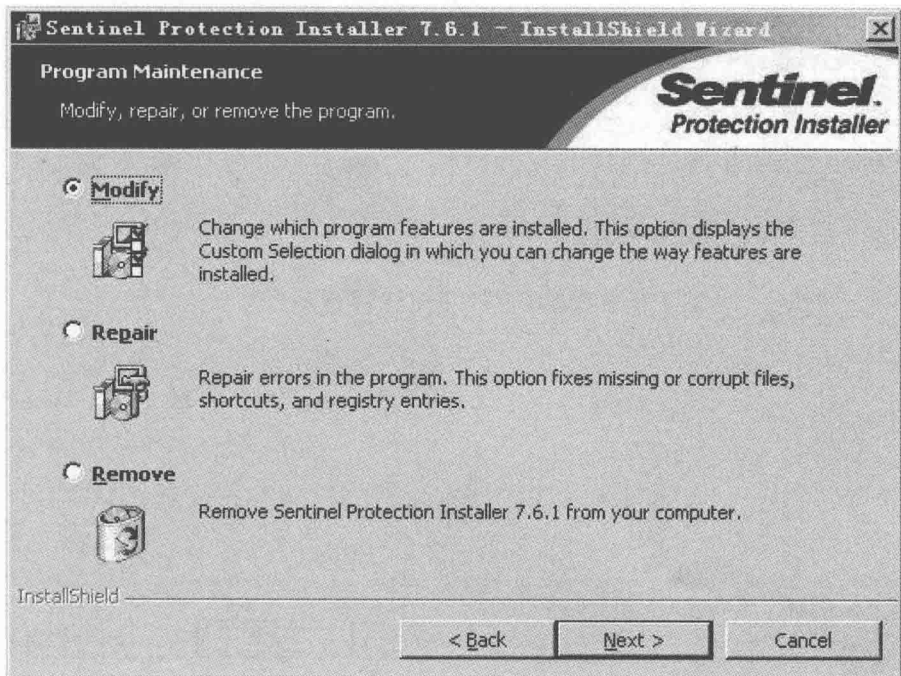 Sentinel Protection Installer 7.6.1 - InstallShield Wizard
Program Maintenance
Modify, repair, or remove the program.
Sentinel.
Protection Installer
Modify
Change which program features are installed. This option displays the
Custom Selection dialog in which you can change the way features are
installed.
Repair
Repair errors in the program. This option fixes missing or corrupt files,
shortcuts, and registry entries.
Remove
Remove Sentinel Protection Installer 7.6.1 from your computer.
InstallShield
< Back
Next >
Cancel